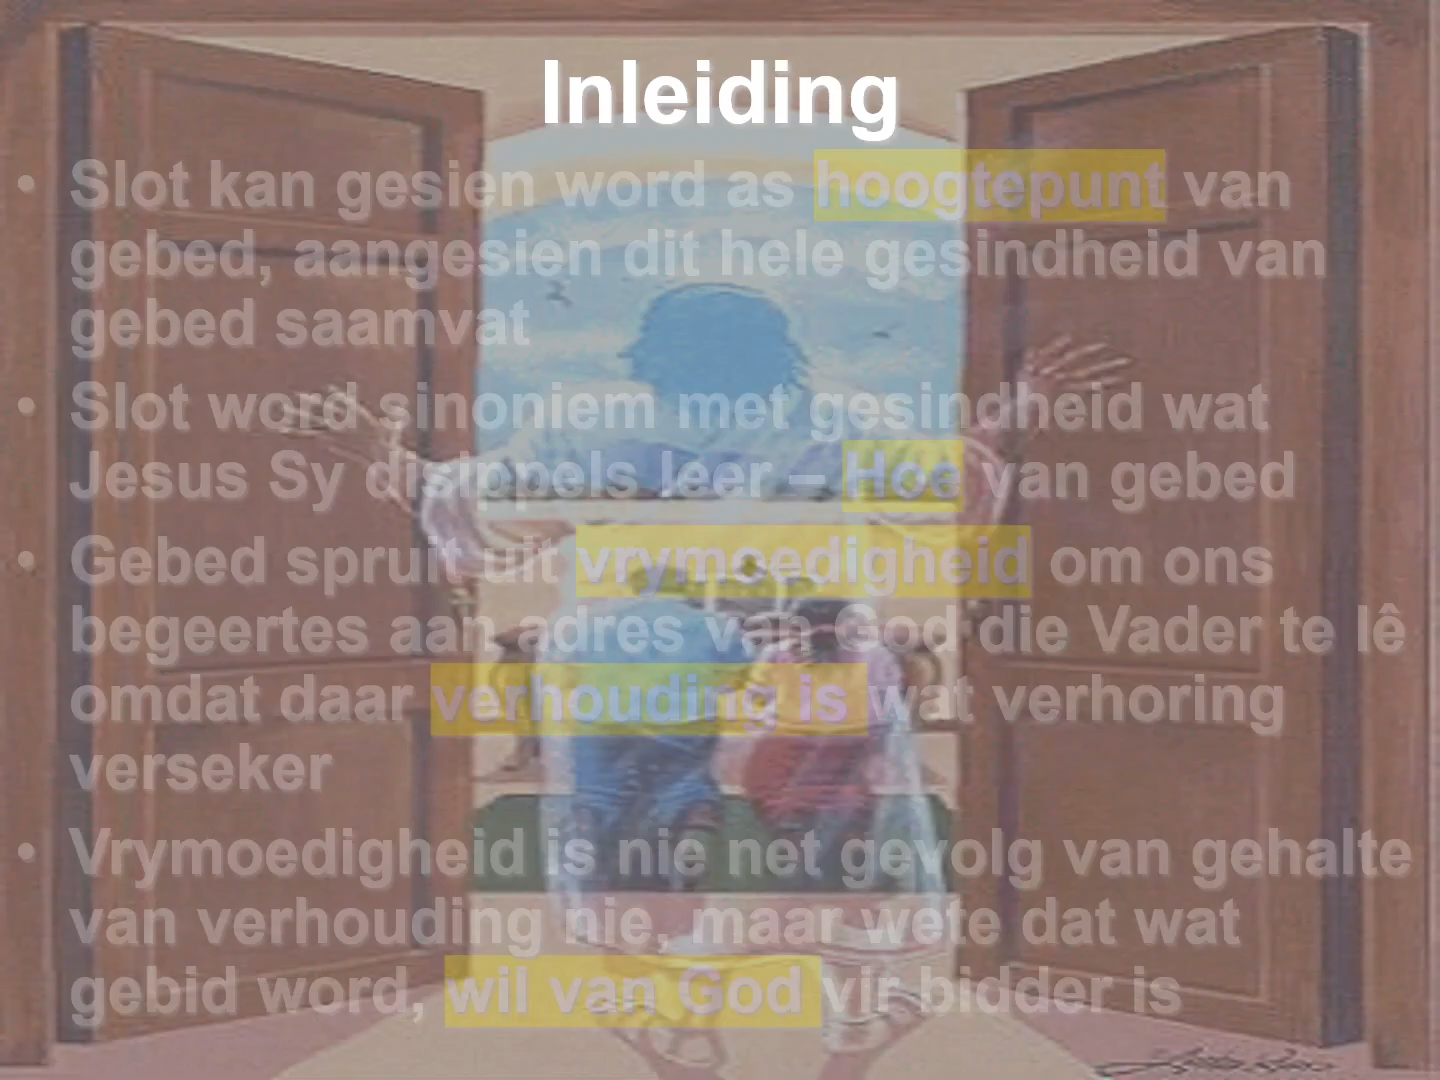 Inleiding
• Slot kan gesien word as hoogtepunt van
gebed, aangesien dit hele gesindheid van
gebed saamvat
• Slot word sinoniem met gesindheid wat
Jesus Sy disippels leer – Hoe van gebed
• Gebed spruit uit vrymoedigheid om ons
begeertes aan adres van God die Vader te lê
omdat daar verhouding is wat verhoring
verseker
• Vrymoedigheid is nie net gevolg van gehalte
van verhouding nie, maar wete dat wat
gebid word, wil van God vir bidder is